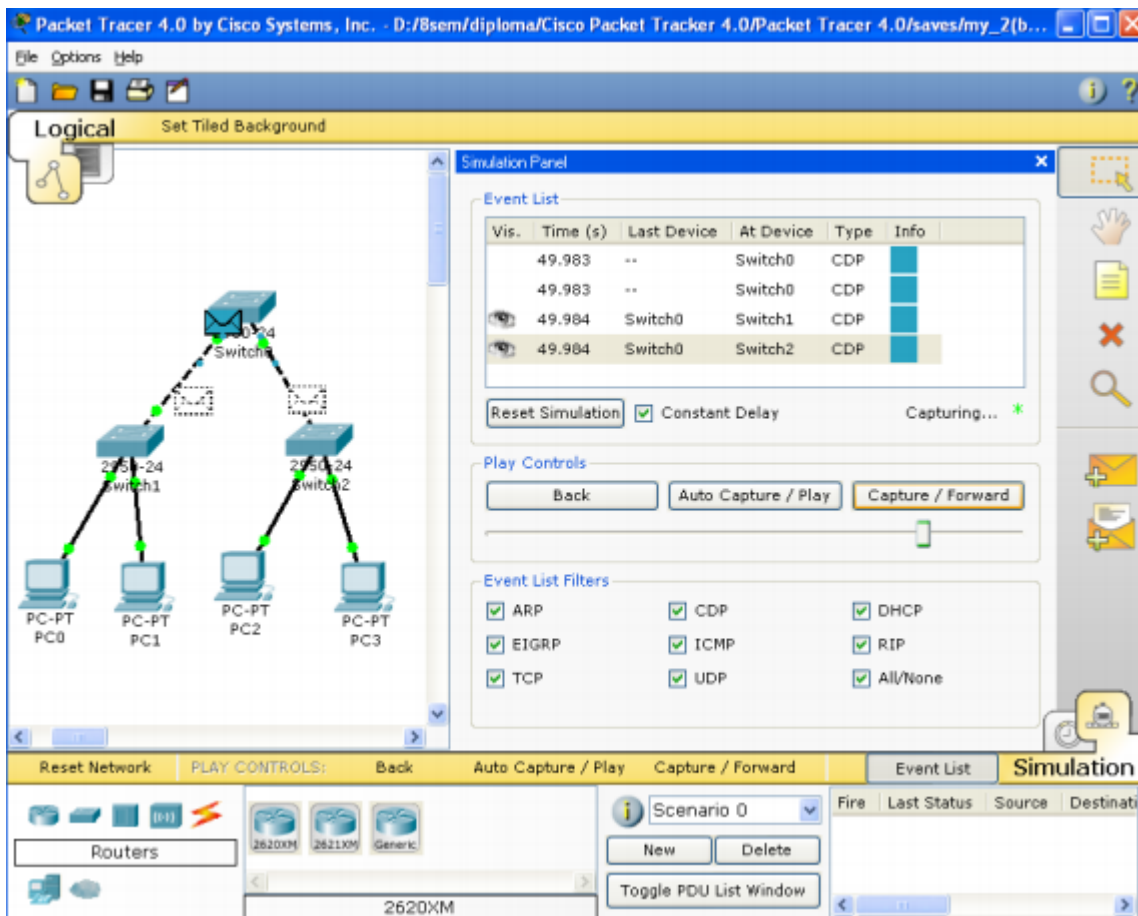 Packet Tracer 4.0 by Cisco Systems, Inc. - D:/8sem/diploma/Cisco Packet Tracker 4.0/Packet Tracer 4.0/saves/my_2(b...
File Options Help
Logical Set Tiled Background
Simulation Panel
Event List
Vis. Time (s) Last Device At Device Type Info
49.983 -- Switch0 CDP
49.983 -- Switch0 CDP
49.984 Switch0 Switch1 CDP
49.984 Switch0 Switch2 CDP
Reset Simulation Constant Delay Capturing... *
Play Controls
Back Auto Capture / Play Capture / Forward
Event List Filters
ARP CDP DHCP
EIGRP ICMP RIP
TCP UDP All/None
2950-24
Switch1
2950-24
Switch2
PC-PT
PC0
PC-PT
PC1
PC-PT
PC2
PC-PT
PC3
Reset Network PLAY CONTROLS: Back Auto Capture / Play Capture / Forward Event List Simulation
Routers
2620XM 2621XM Generic
2620XM
Scenario 0
New Delete
Toggle PDU List Window
Fire Last Status Source Destinati